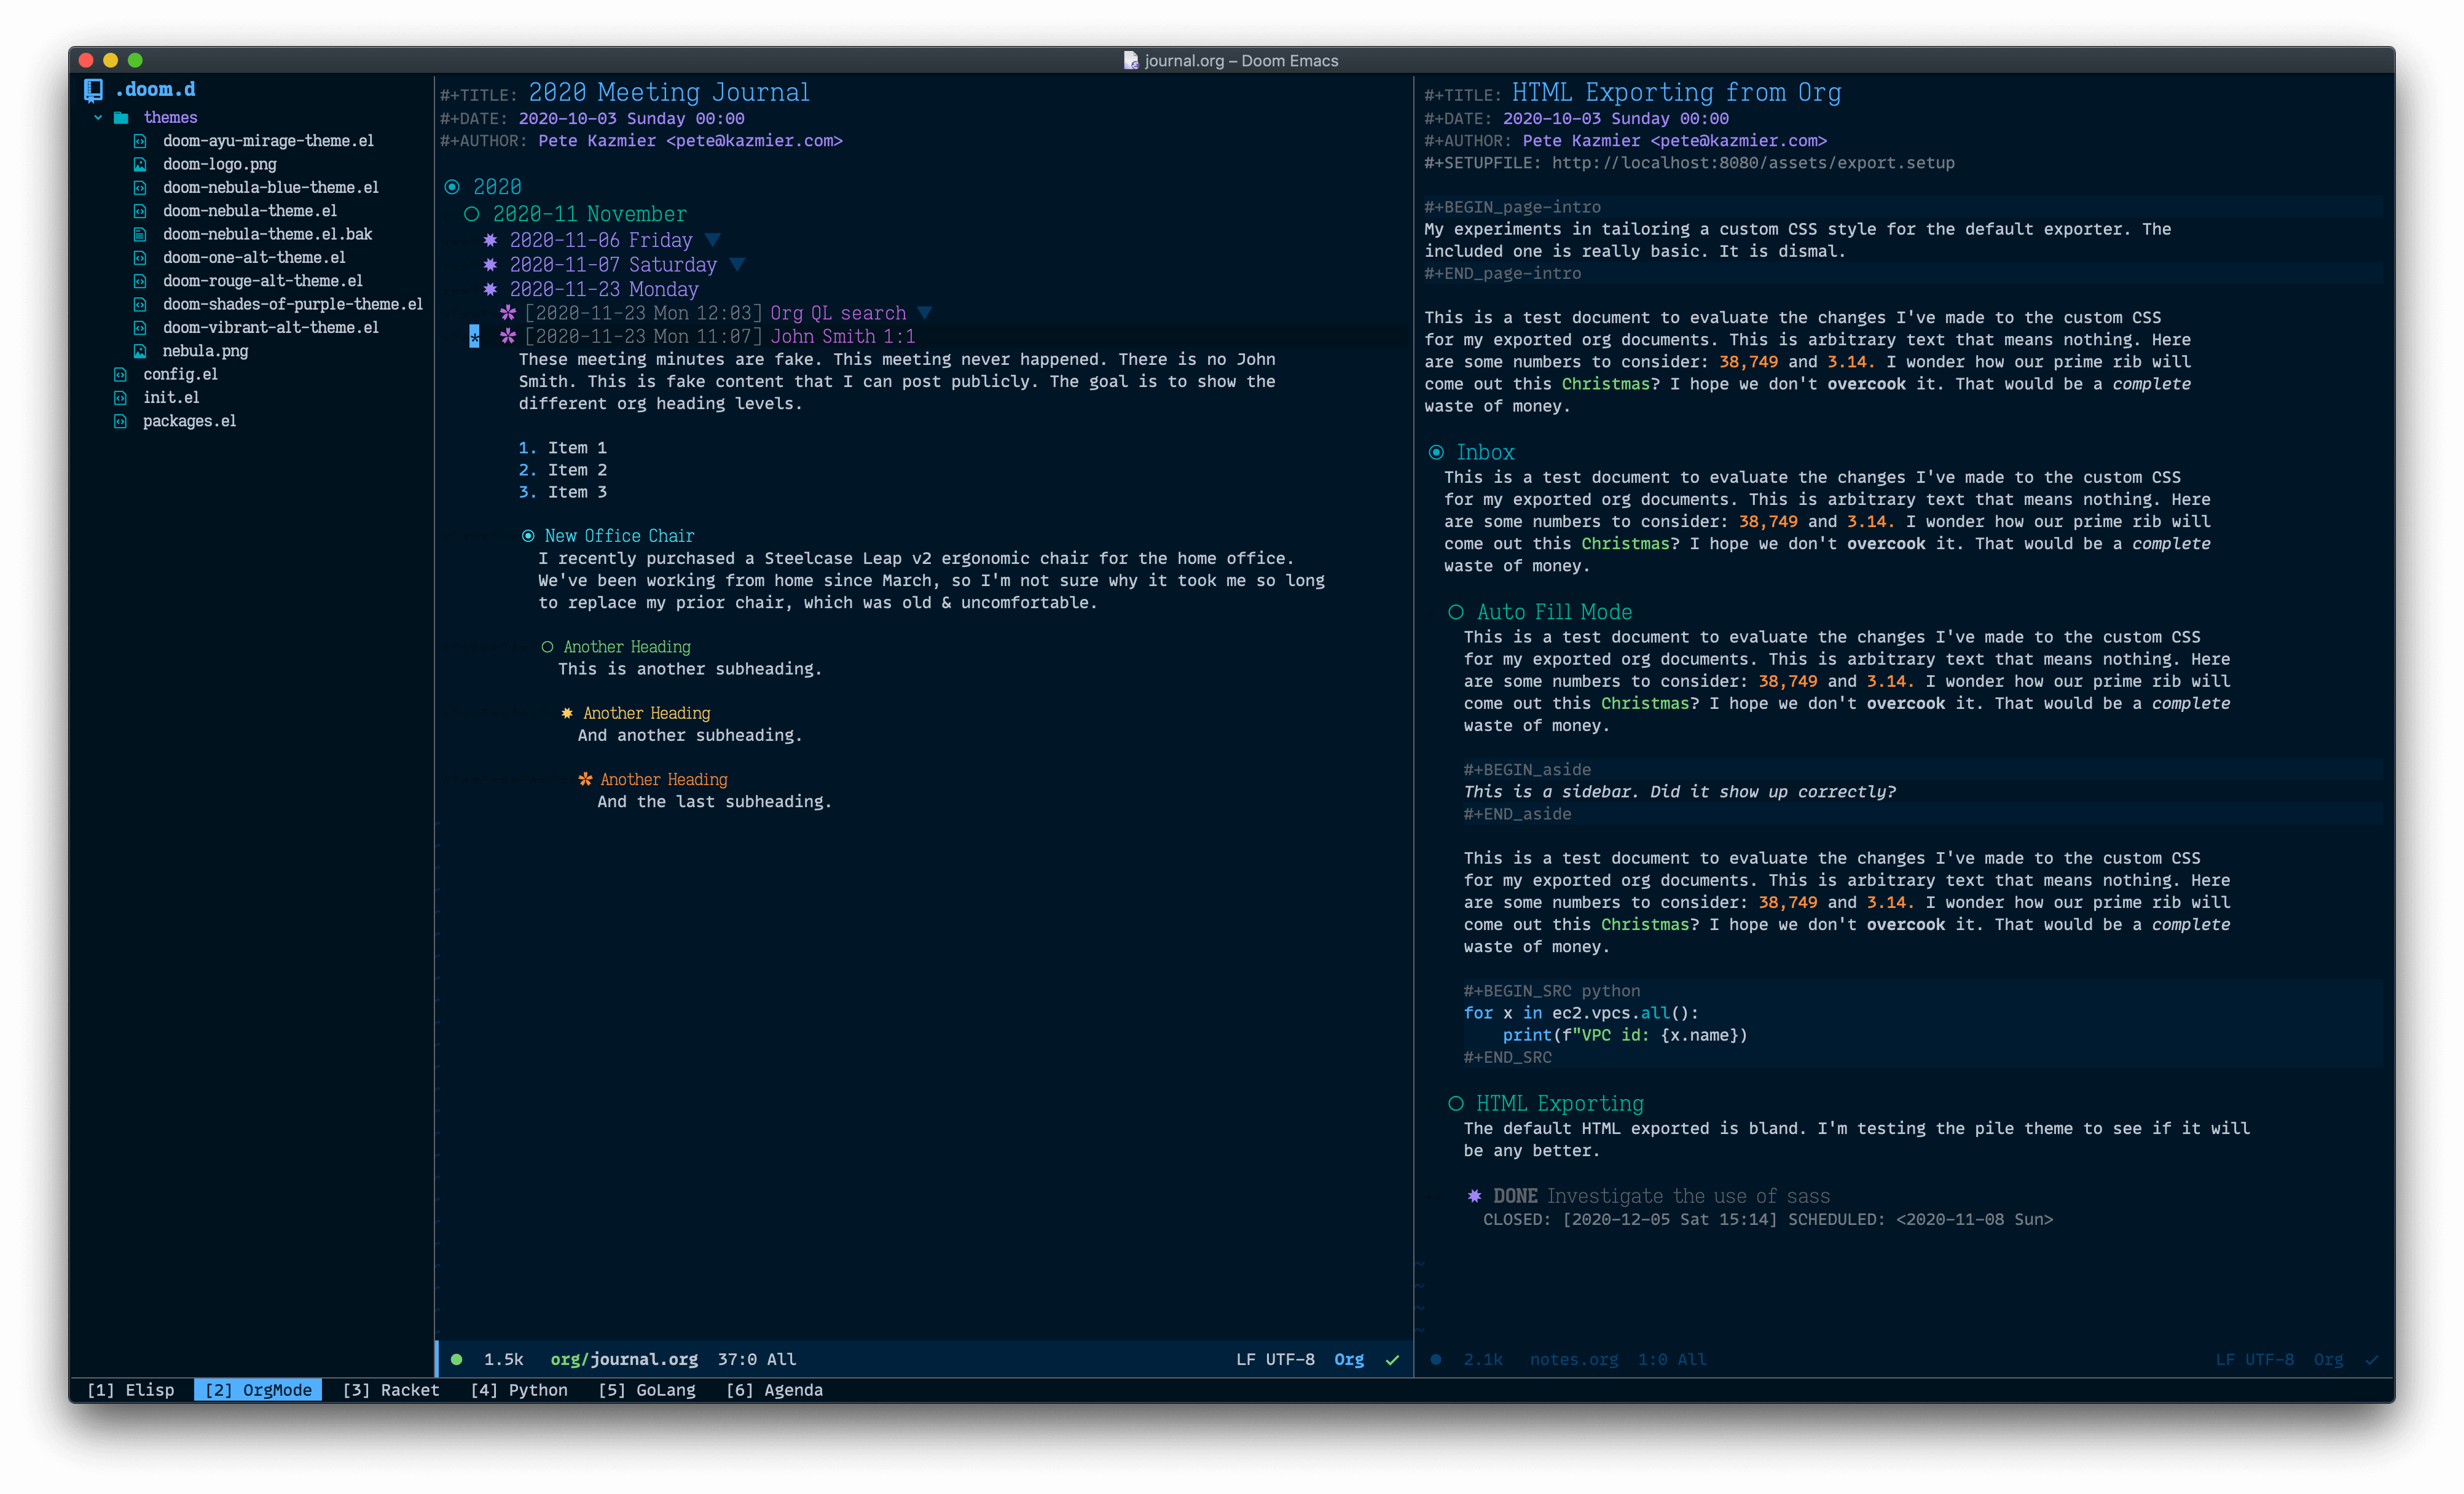 journal.org – Doom Emacs
.doom.d
themes
doom-ayu-mirage-theme.el
doom-logo.png
doom-nebula-blue-theme.el
doom-nebula-theme.el
doom-nebula-theme.el.bak
doom-one-alt-theme.el
doom-rouge-alt-theme.el
doom-shades-of-purple-theme.el
doom-vibrant-alt-theme.el
nebula.png
config.el
init.el
packages.el
#+TITLE: 2020 Meeting Journal
#+DATE: 2020-10-03 Sunday 00:00
#+AUTHOR: Pete Kazmier <pete@kazmier.com>
2020
2020-11 November
2020-11-06 Friday ▼
2020-11-07 Saturday ▼
2020-11-23 Monday
[2020-11-23 Mon 12:03] Org QL search ▼
* [2020-11-23 Mon 11:07] John Smith 1:1
These meeting minutes are fake. This meeting never happened. There is no John
Smith. This is fake content that I can post publicly. The goal is to show the
different org heading levels.
1. Item 1
2. Item 2
3. Item 3
New Office Chair
I recently purchased a Steelcase Leap v2 ergonomic chair for the home office.
We've been working from home since March, so I'm not sure why it took me so long
to replace my prior chair, which was old & uncomfortable.
Another Heading
This is another subheading.
Another Heading
And another subheading.
Another Heading
And the last subheading.
1.5k org/journal.org 37:0 All LF UTF-8 Org ✓
#+TITLE: HTML Exporting from Org
#+DATE: 2020-10-03 Sunday 00:00
#+AUTHOR: Pete Kazmier <pete@kazmier.com>
#+SETUPFILE: http://localhost:8080/assets/export.setup
#+BEGIN_page-intro
My experiments in tailoring a custom CSS style for the default exporter. The
included one is really basic. It is dismal.
#+END_page-intro
This is a test document to evaluate the changes I've made to the custom CSS
for my exported org documents. This is arbitrary text that means nothing. Here
are some numbers to consider: 38,749 and 3.14. I wonder how our prime rib will
come out this Christmas? I hope we don't overcook it. That would be a complete
waste of money.
Inbox
This is a test document to evaluate the changes I've made to the custom CSS
for my exported org documents. This is arbitrary text that means nothing. Here
are some numbers to consider: 38,749 and 3.14. I wonder how our prime rib will
come out this Christmas? I hope we don't overcook it. That would be a complete
waste of money.
Auto Fill Mode
This is a test document to evaluate the changes I've made to the custom CSS
for my exported org documents. This is arbitrary text that means nothing. Here
are some numbers to consider: 38,749 and 3.14. I wonder how our prime rib will
come out this Christmas? I hope we don't overcook it. That would be a complete
waste of money.
#+BEGIN_aside
This is a sidebar. Did it show up correctly?
#+END_aside
This is a test document to evaluate the changes I've made to the custom CSS
for my exported org documents. This is arbitrary text that means nothing. Here
are some numbers to consider: 38,749 and 3.14. I wonder how our prime rib will
come out this Christmas? I hope we don't overcook it. That would be a complete
waste of money.
#+BEGIN_SRC python
for x in ec2.vpcs.all():
    print(f"VPC id: {x.name})
#+END_SRC
HTML Exporting
The default HTML exported is bland. I'm testing the pile theme to see if it will
be any better.
DONE Investigate the use of sass
CLOSED: [2020-12-05 Sat 15:14] SCHEDULED: <2020-11-08 Sun>
~
~
~
~
2.1k notes.org 1:0 All LF UTF-8 Org ✓
[1] Elisp [2] OrgMode [3] Racket [4] Python [5] GoLang [6] Agenda